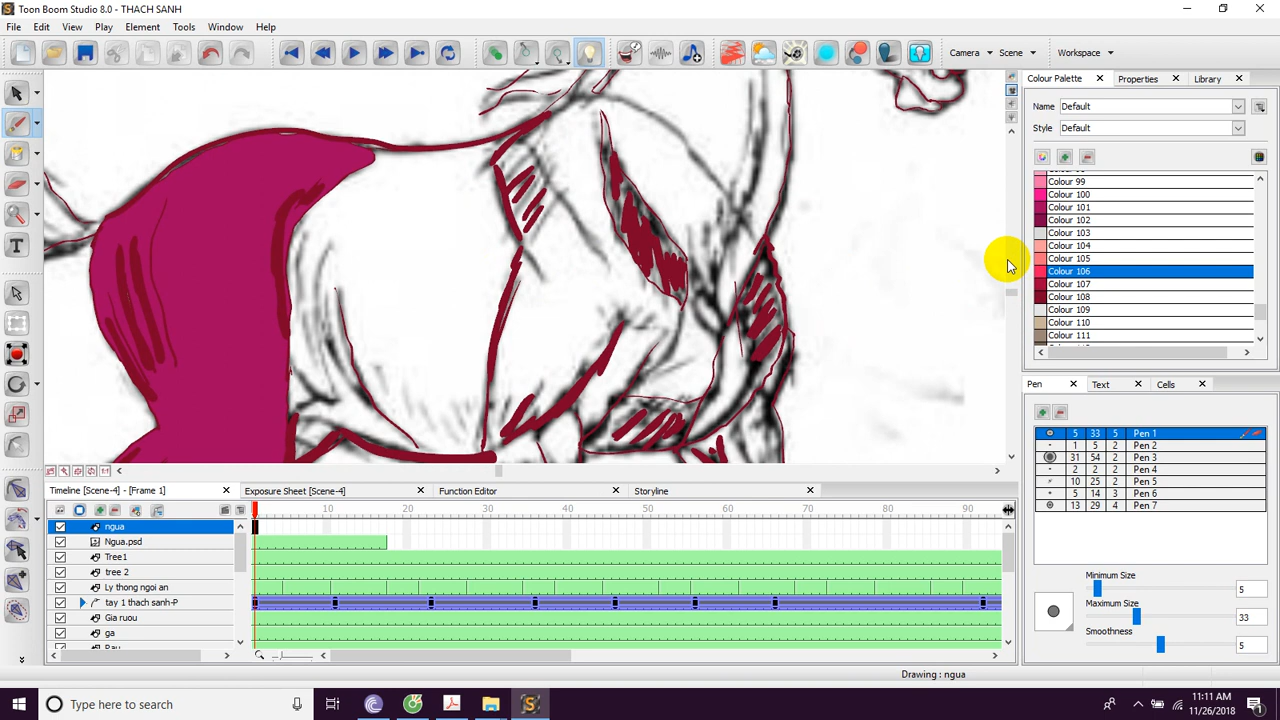 Toon Boom Studio 8.0 - THACH SANH
File Edit View Play Element Tools Window Help
Camera Scene Workspace
Colour Palette Properties Library
Name Default
Style Default
Colour 99
Colour 100
Colour 101
Colour 102
Colour 103
Colour 104
Colour 105
Colour 106
Colour 107
Colour 108
Colour 109
Colour 110
Colour 111
Pen Text Cells
5 33 5 Pen 1
1 5 2 Pen 2
31 54 2 Pen 3
2 2 2 Pen 4
10 25 2 Pen 5
5 14 3 Pen 6
13 29 4 Pen 7
Minimum Size 5
Maximum Size 33
Smoothness 5
Timeline [Scene-4] - [Frame 1] Exposure Sheet [Scene-4] Function Editor Storyline
10 20 30 40 50 60 70 80 90
ngua
Ngua.psd
Tree1
tree 2
Ly thong ngoi an
tay 1 thach sanh-P
Gia ruou
ga
Drawing : ngua
Type here to search
11:11 AM
11/26/2018
1